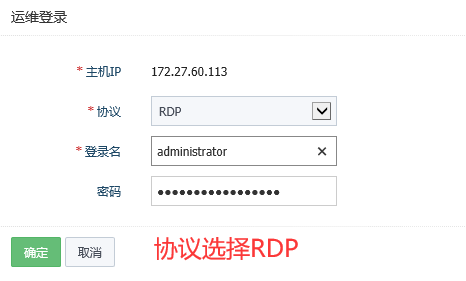 运维登录
* 主机IP 172.27.60.113
* 协议 RDP
* 登录名 administrator ×
密码 •••••••••••••••••
确定 取消 协议选择RDP